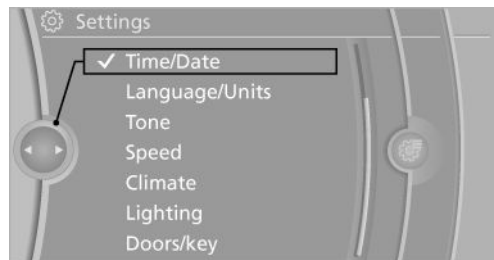 Settings
Time/Date
Language/Units
Tone
Speed
Climate
Lighting
Doors/key